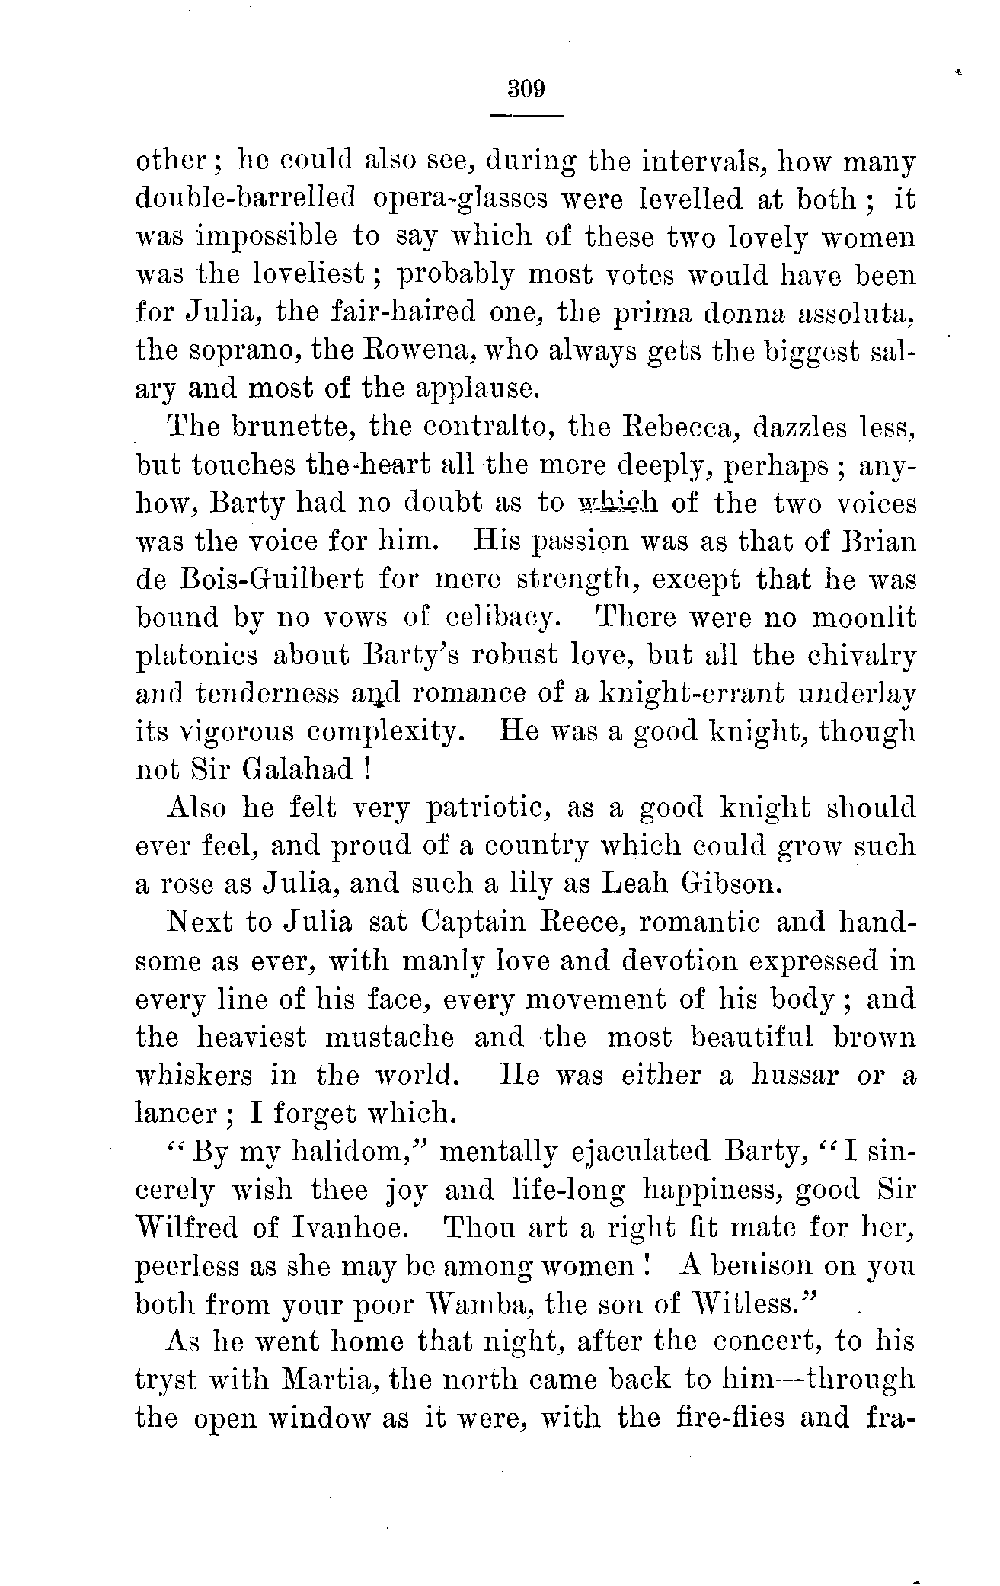 309
other; he could also see, during the intervals, how many
double-barrelled opera-glasses were levelled at both; it
was impossible to say which of these two lovely women
was the loveliest; probably most votes would have been
for Julia, the fair-haired one, the prima donna assoluta,
the soprano, the Rowena, who always gets the biggest sal-
ary and most of the applause.
The brunette, the contralto, the Rebecca, dazzles less,
but touches the heart all the more deeply, perhaps; any-
how, Barty had no doubt as to which of the two voices
was the voice for him. His passion was as that of Brian
de Bois-Guilbert for mere strength, except that he was
bound by no vows of celibacy. There were no moonlit
platonics about Barty's robust love, but all the chivalry
and tenderness and romance of a knight-errant underlay
its vigorous complexity. He was a good knight, though
not Sir Galahad!
Also he felt very patriotic, as a good knight should
ever feel, and proud of a country which could grow such
a rose as Julia, and such a lily as Leah Gibson.
Next to Julia sat Captain Reece, romantic and hand-
some as ever, with manly love and devotion expressed in
every line of his face, every movement of his body; and
the heaviest mustache and the most beautiful brown
whiskers in the world. He was either a hussar or a
lancer; I forget which.
"By my halidom," mentally ejaculated Barty, "I sin-
cerely wish thee joy and life-long happiness, good Sir
Wilfred of Ivanhoe. Thou art a right fit mate for her,
peerless as she may be among women! A benison on you
both from your poor Wamba, the son of Witless."
As he went home that night, after the concert, to his
tryst with Martia, the north came back to him—through
the open window as it were, with the fire-flies and fra-